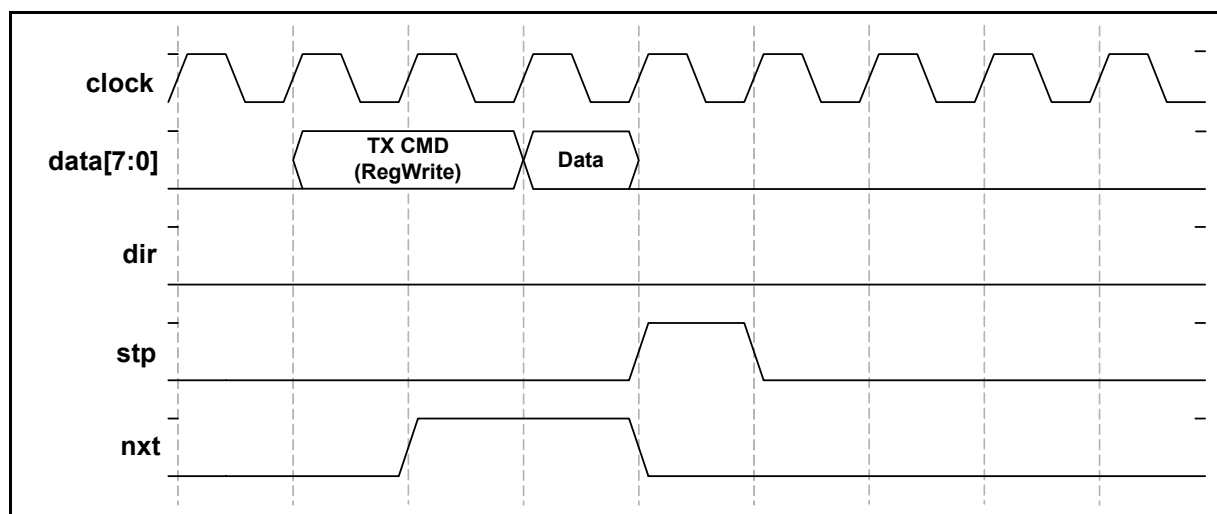 clock
data[7:0]
TX CMD
(RegWrite)
Data
dir
stp
nxt